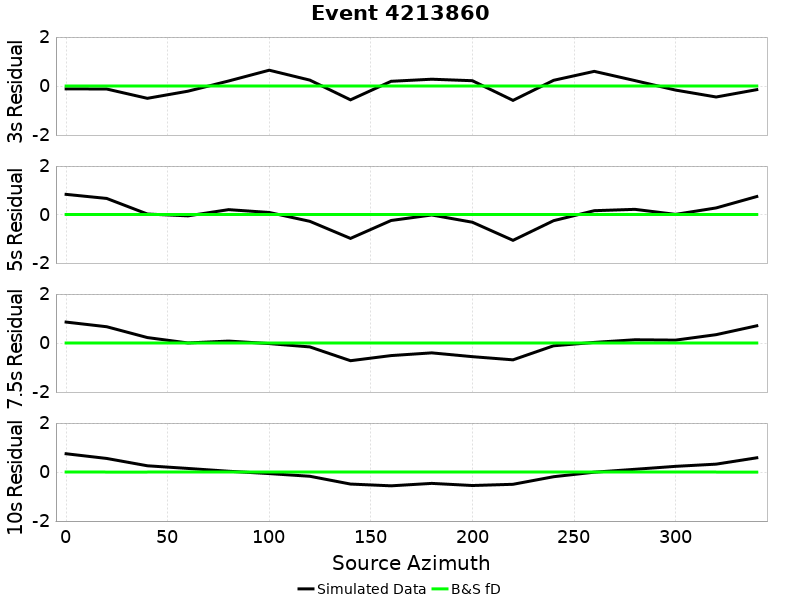 Event 4213860
3s Residual
2
0
-2
5s Residual
2
0
-2
7.5s Residual
2
0
-2
10s Residual
2
0
-2
0 50 100 150 200 250 300
Source Azimuth
Simulated Data B&S fD